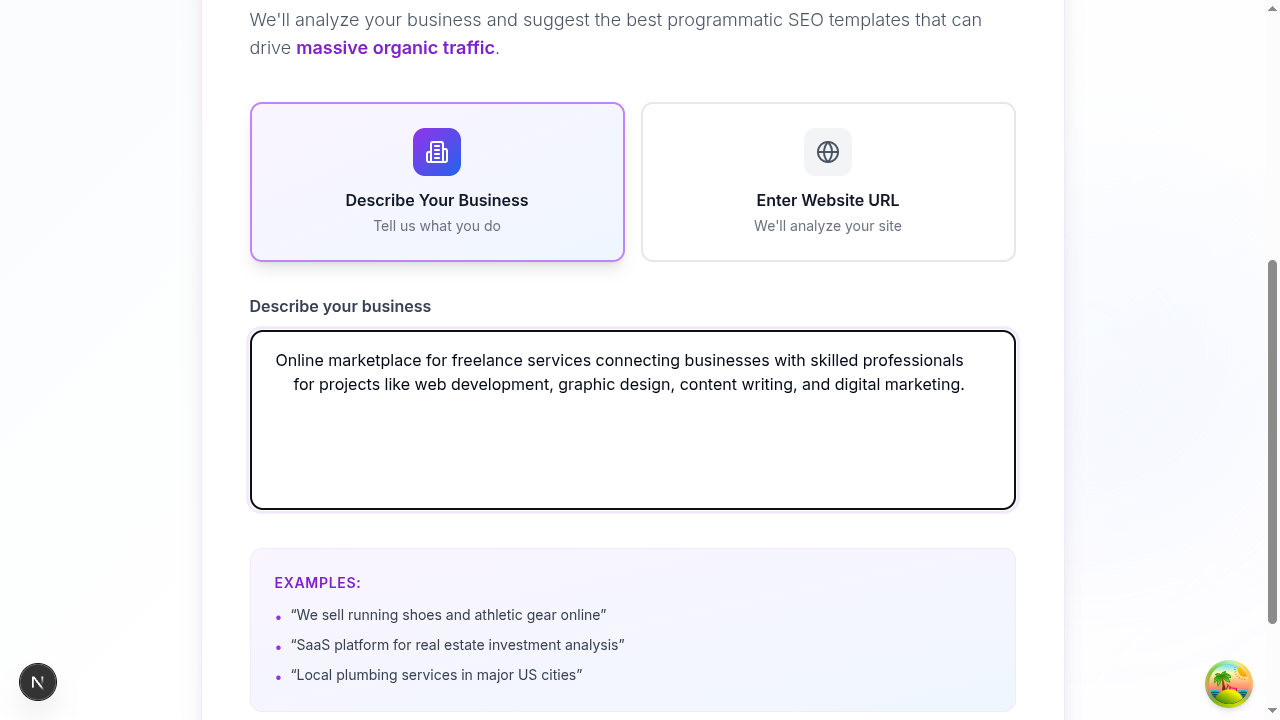 We'll analyze your business and suggest the best programmatic SEO templates that can
drive massive organic traffic.
Describe Your Business
Tell us what you do
Enter Website URL
We'll analyze your site
Describe your business
Online marketplace for freelance services connecting businesses with skilled professionals
for projects like web development, graphic design, content writing, and digital marketing.
EXAMPLES:
• “We sell running shoes and athletic gear online”
• “SaaS platform for real estate investment analysis”
• “Local plumbing services in major US cities”
N